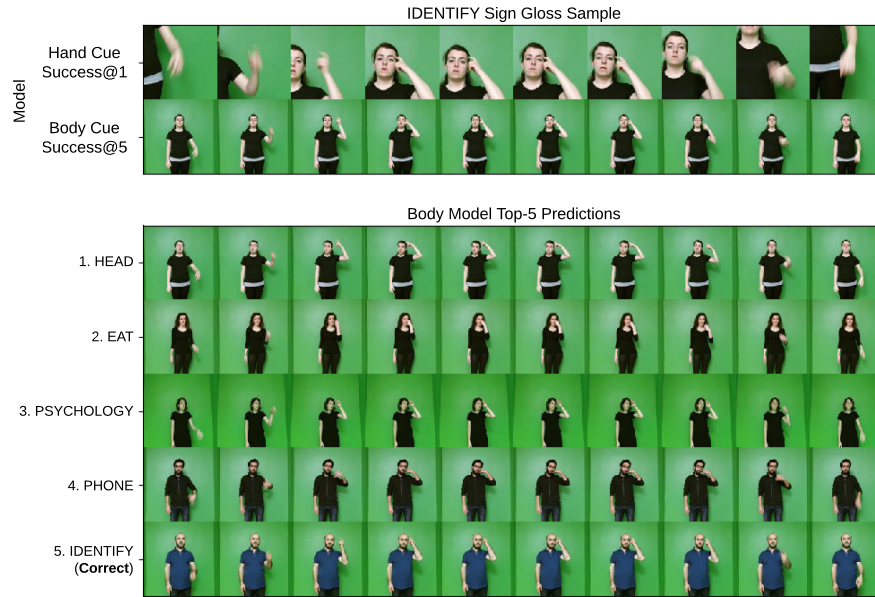 IDENTIFY Sign Gloss Sample
Model
Hand Cue
Success@1
Body Cue
Success@5
Body Model Top-5 Predictions
1. HEAD
2. EAT
3. PSYCHOLOGY
4. PHONE
5. IDENTIFY
(Correct)